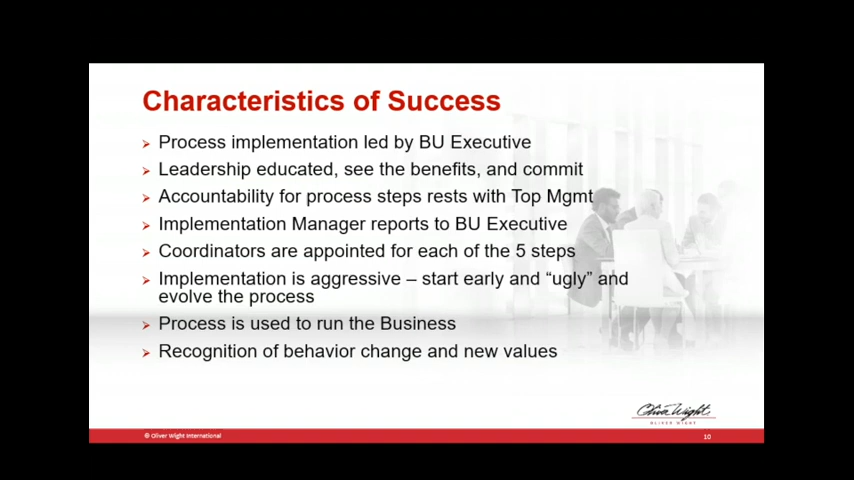 Characteristics of Success
Process implementation led by BU Executive
Leadership educated, see the benefits, and commit
Accountability for process steps rests with Top Mgmt
Implementation Manager reports to BU Executive
Coordinators are appointed for each of the 5 steps
Implementation is aggressive – start early and “ugly” and
evolve the process
Process is used to run the Business
Recognition of behavior change and new values
Oliver Wight
OLIVER WIGHT
© Oliver Wight International
10